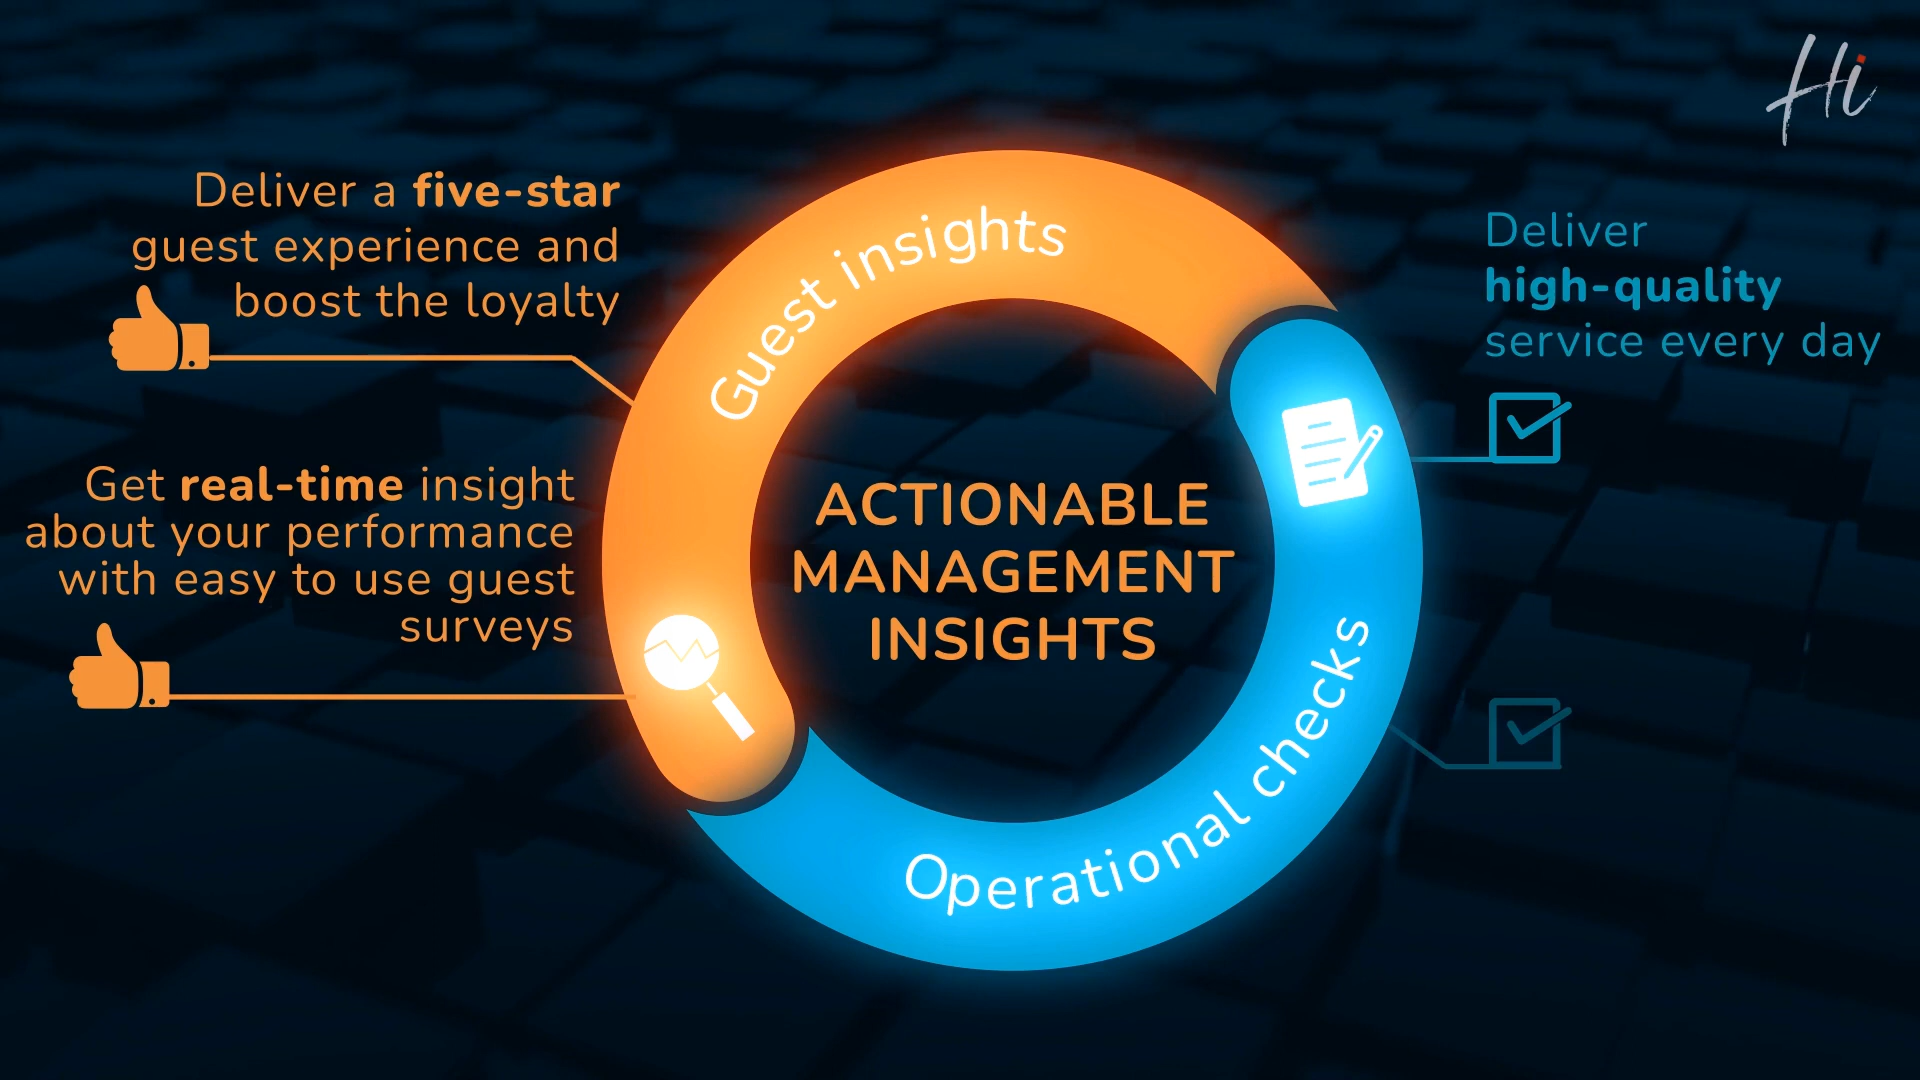 Hi
Deliver a five-star
guest experience and
boost the loyalty
Get real-time insight
about your performance
with easy to use guest
surveys
Guest insights
ACTIONABLE
MANAGEMENT
INSIGHTS
Operational checks
Deliver
high-quality
service every day